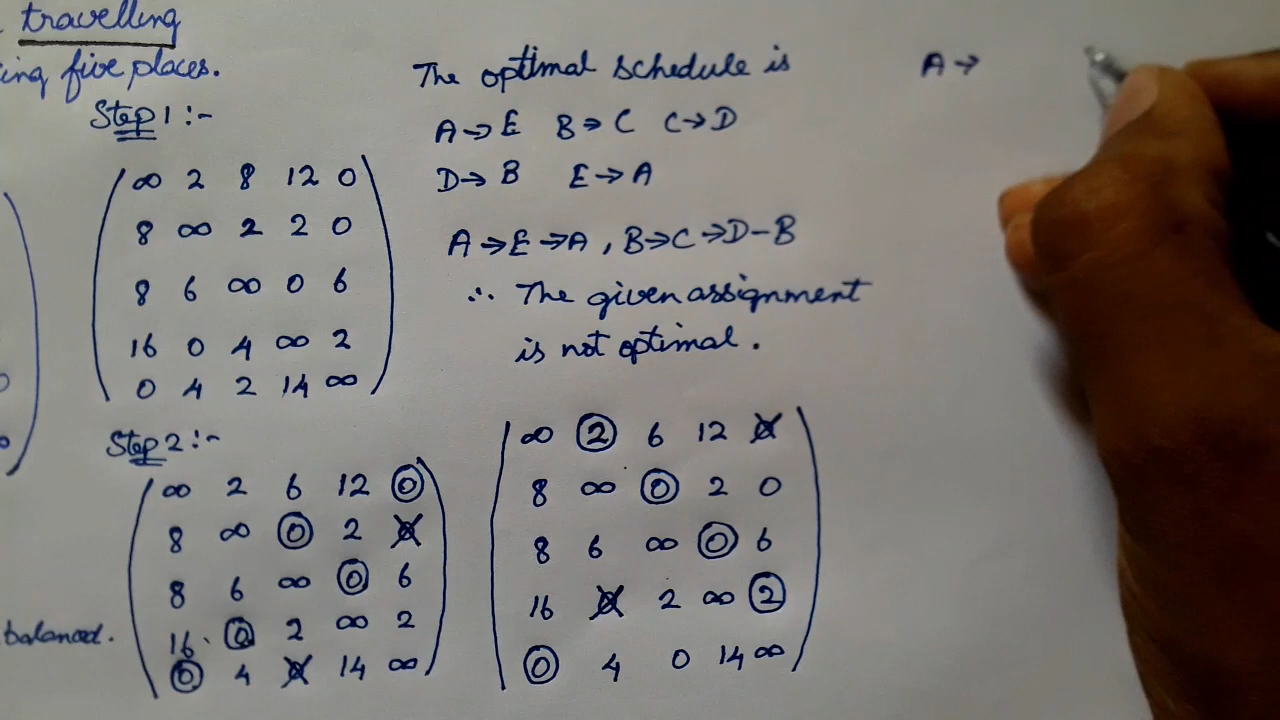 travelling
five places.
Step 1 :-
∞ 2 8 12 0
8 ∞ 2 2 0
8 6 ∞ 0 6
16 0 4 ∞ 2
0 4 2 14 ∞
Step 2 :-
∞ 2 6 12 0
8 ∞ 0 2 0
8 6 ∞ 0 6
16 0 2 ∞ 2
0 4 0 14 ∞
balanced.
The optimal schedule is
A → E B → C C → D
D → B E → A
A → E → A , B → C → D - B
∴ The given assignment
is not optimal .
∞ 2 6 12 0
8 ∞ 0 2 0
8 6 ∞ 0 6
16 0 2 ∞ 2
0 4 0 14 ∞
A →